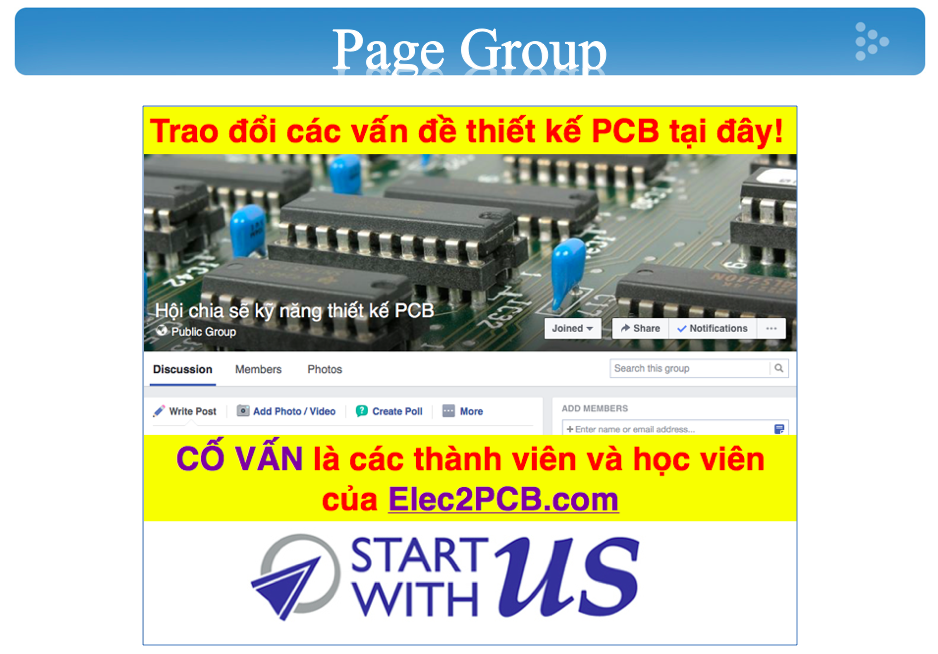 Page Group
Trao đổi các vấn đề thiết kế PCB tại đây!
Hội chia sẽ kỹ năng thiết kế PCB
Public Group
Joined
Share
Notifications
Discussion
Members
Photos
Search this group
Write Post
Add Photo / Video
Create Poll
More
ADD MEMBERS
+ Enter name or email address...
CỐ VẤN là các thành viên và học viên
của Elec2PCB.com
START
WITH
US